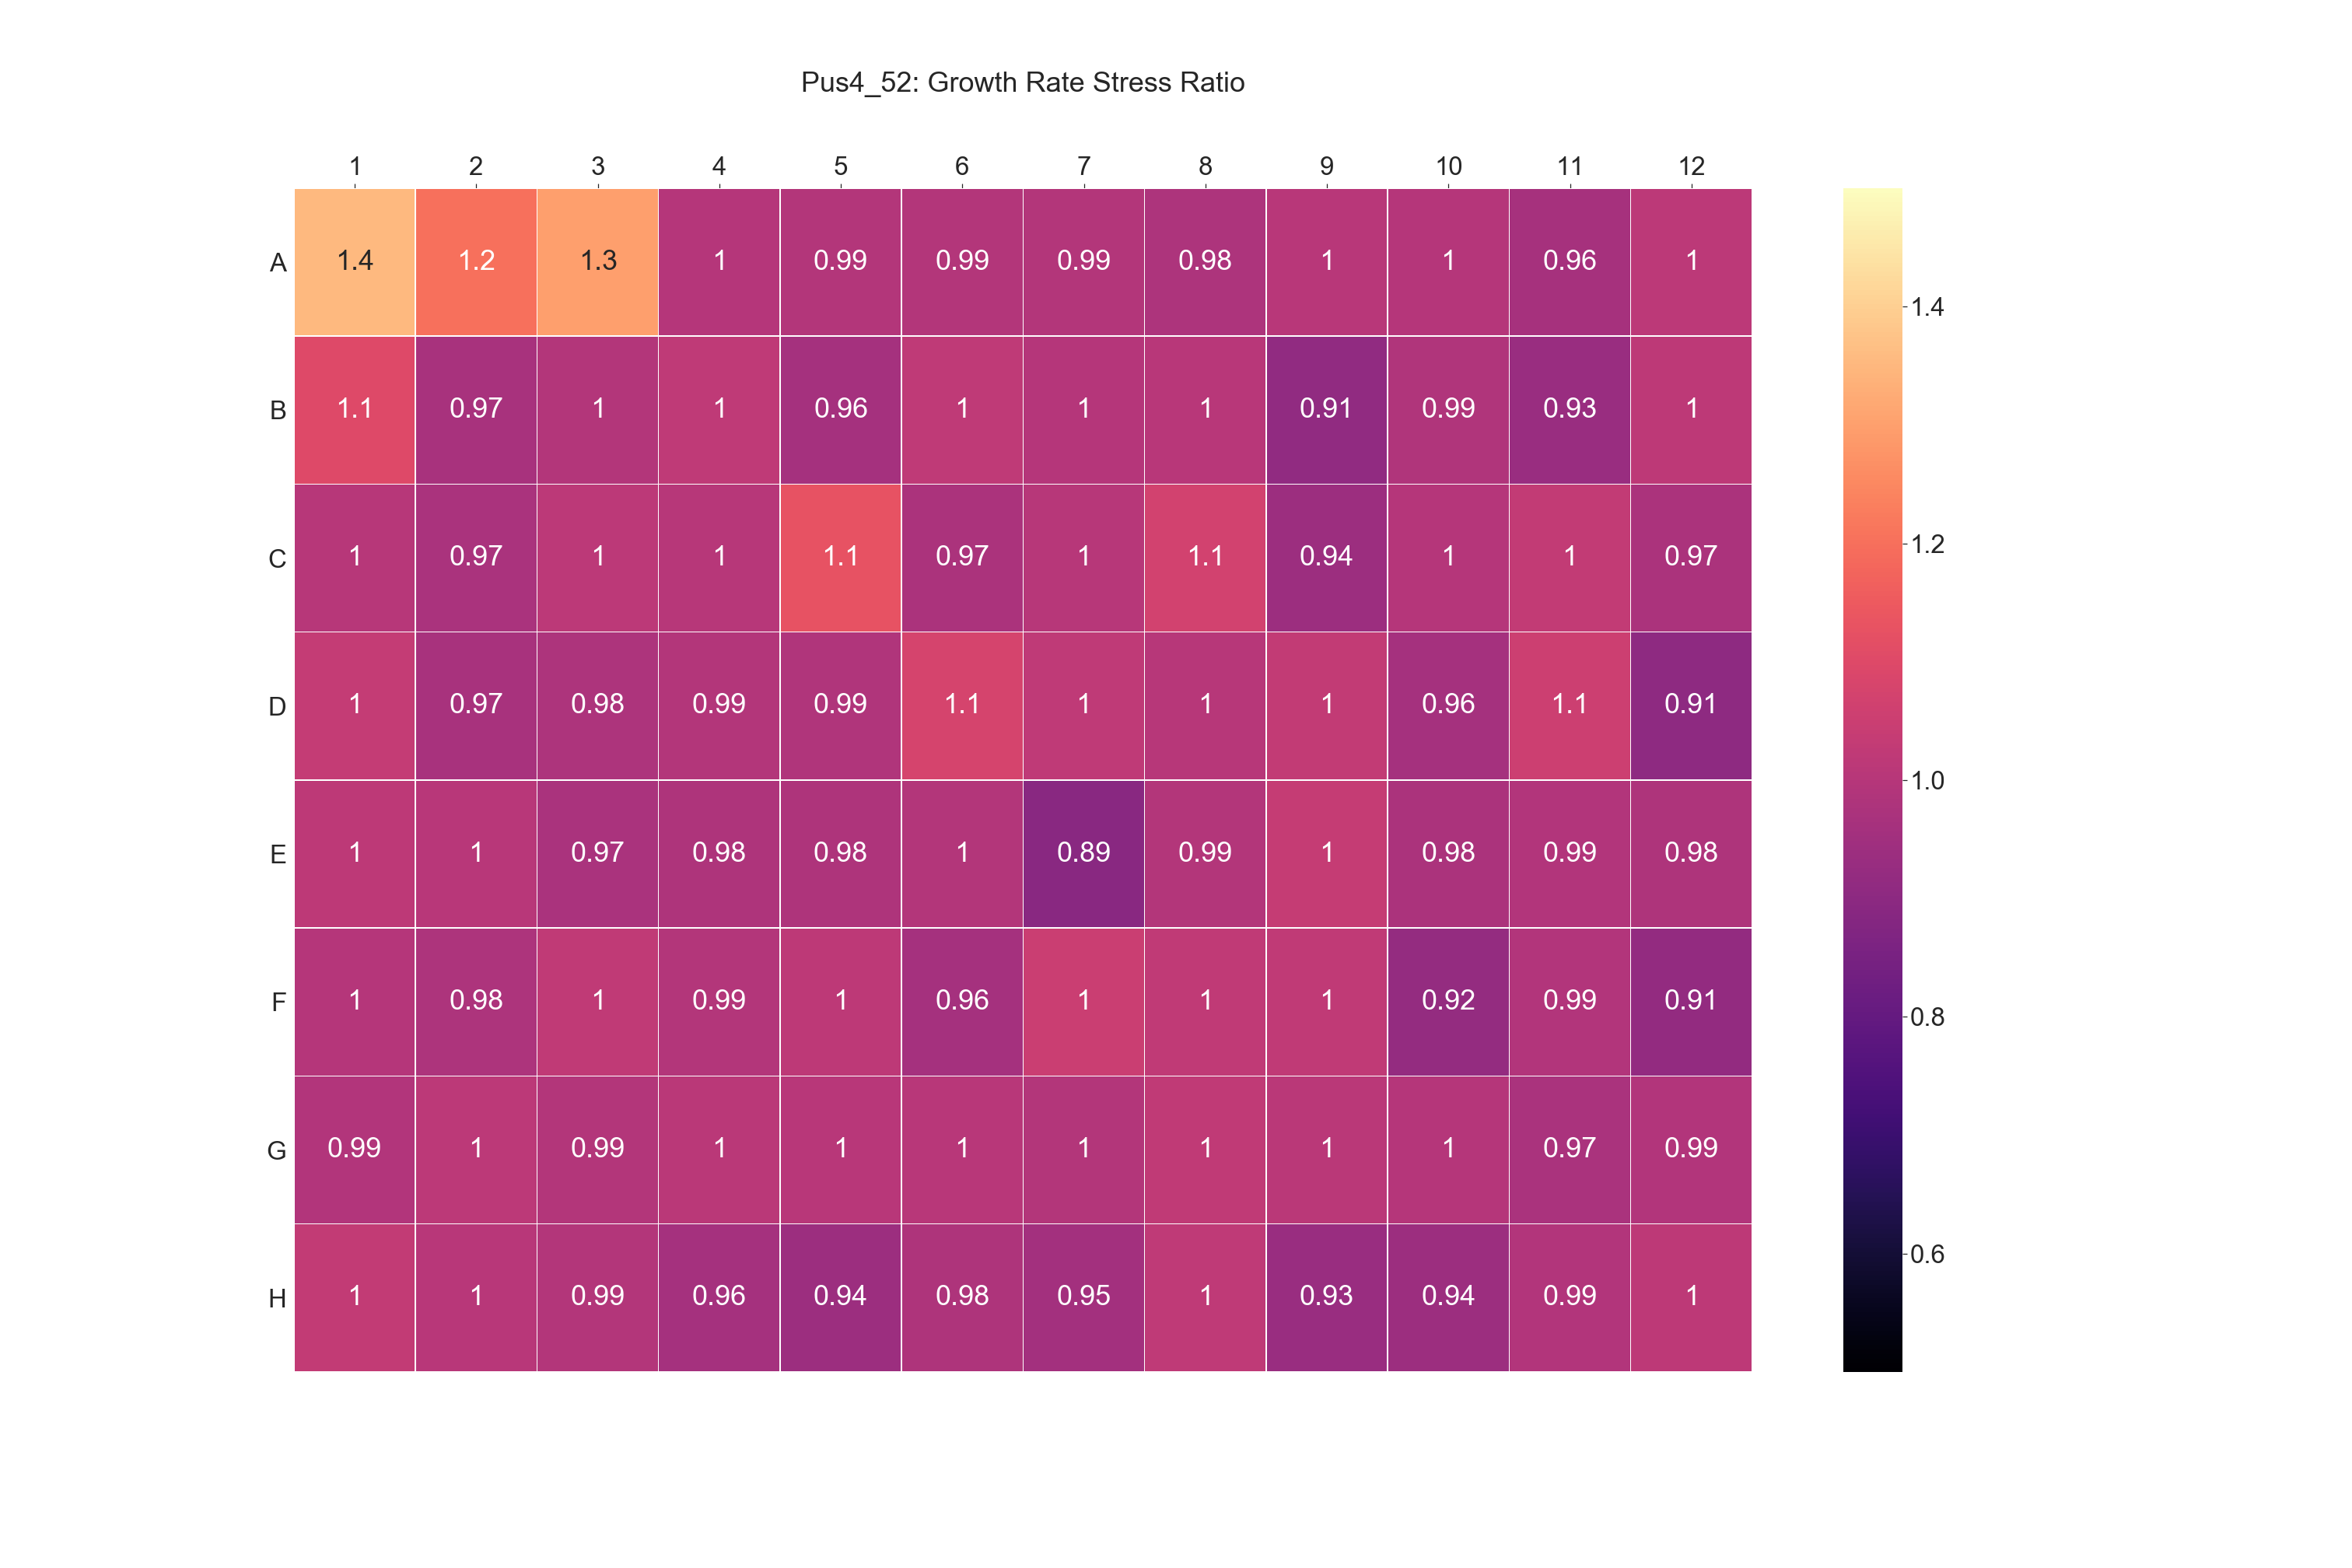 Pus4_52: Growth Rate Stress Ratio
1 2 3 4 5 6 7 8 9 10 11 12
A 1.4 1.2 1.3 1 0.99 0.99 0.99 0.98 1 1 0.96 1
1.4
B 1.1 0.97 1 1 0.96 1 1 1 0.91 0.99 0.93 1
C 1 0.97 1 1 1.1 0.97 1 1.1 0.94 1 1 0.97
1.2
D 1 0.97 0.98 0.99 0.99 1.1 1 1 1 0.96 1.1 0.91
1.0
E 1 1 0.97 0.98 0.98 1 0.89 0.99 1 0.98 0.99 0.98
F 1 0.98 1 0.99 1 0.96 1 1 1 0.92 0.99 0.91
0.8
G 0.99 1 0.99 1 1 1 1 1 1 1 0.97 0.99
0.6
H 1 1 0.99 0.96 0.94 0.98 0.95 1 0.93 0.94 0.99 1